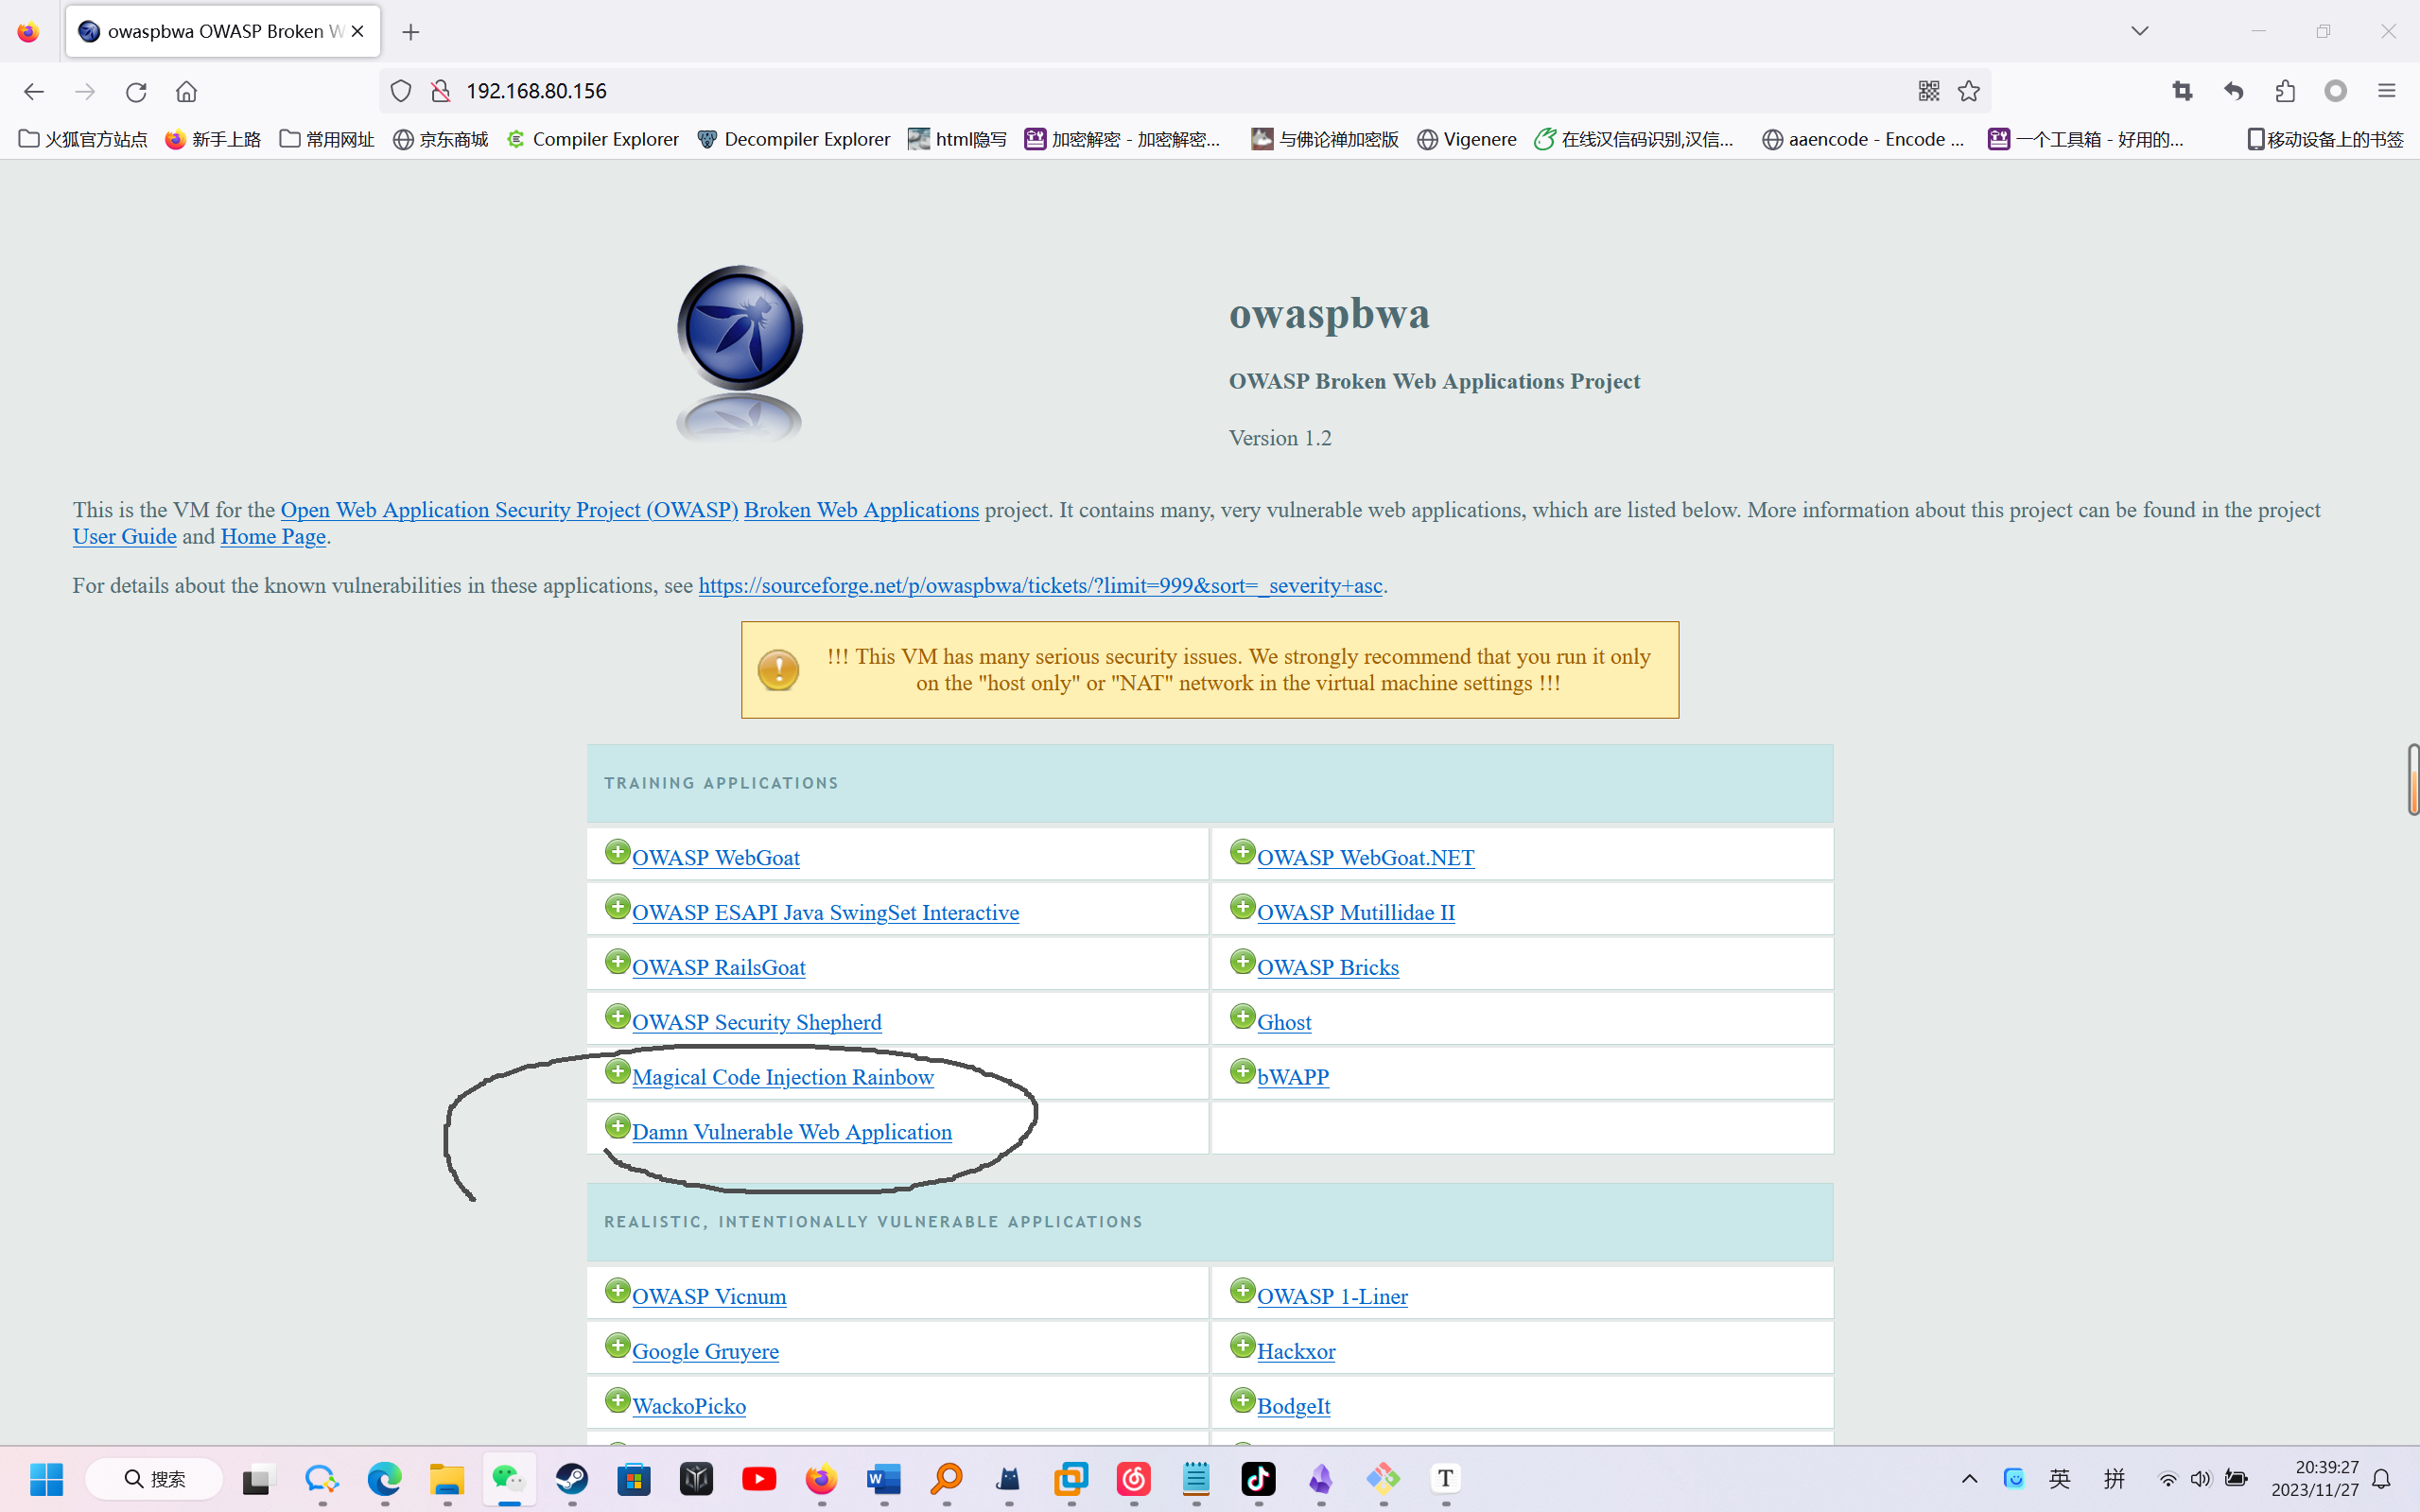 owaspbwa OWASP Broken W
192.168.80.156
火狐官方站点 新手上路 常用网址 京东商城 Compiler Explorer Decompiler Explorer html隐写 加密解密 - 加密解密... 与佛论禅加密版 Vigenere 在线汉信码识别,汉信... aaencode - Encode ... 一个工具箱 - 好用的... 移动设备上的书签
owaspbwa
OWASP Broken Web Applications Project
Version 1.2
This is the VM for the Open Web Application Security Project (OWASP) Broken Web Applications project. It contains many, very vulnerable web applications, which are listed below. More information about this project can be found in the project
User Guide and Home Page.
For details about the known vulnerabilities in these applications, see https://sourceforge.net/p/owaspbwa/tickets/?limit=999&sort=_severity+asc.
!!! This VM has many serious security issues. We strongly recommend that you run it only
on the "host only" or "NAT" network in the virtual machine settings !!!
TRAINING APPLICATIONS
OWASP WebGoat OWASP WebGoat.NET
OWASP ESAPI Java SwingSet Interactive OWASP Mutillidae II
OWASP RailsGoat OWASP Bricks
OWASP Security Shepherd Ghost
Magical Code Injection Rainbow bWAPP
Damn Vulnerable Web Application
REALISTIC, INTENTIONALLY VULNERABLE APPLICATIONS
OWASP Vicnum OWASP 1-Liner
Google Gruyere Hackxor
WackoPicko BodgeIt
搜索 W T 英 拼 20:39:27
2023/11/27